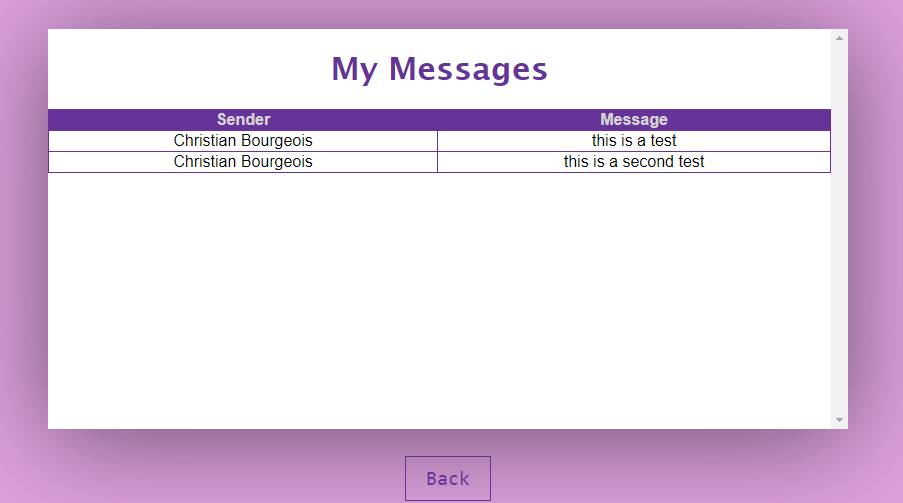 My Messages
Sender Message
Christian Bourgeois this is a test
Christian Bourgeois this is a second test
Back